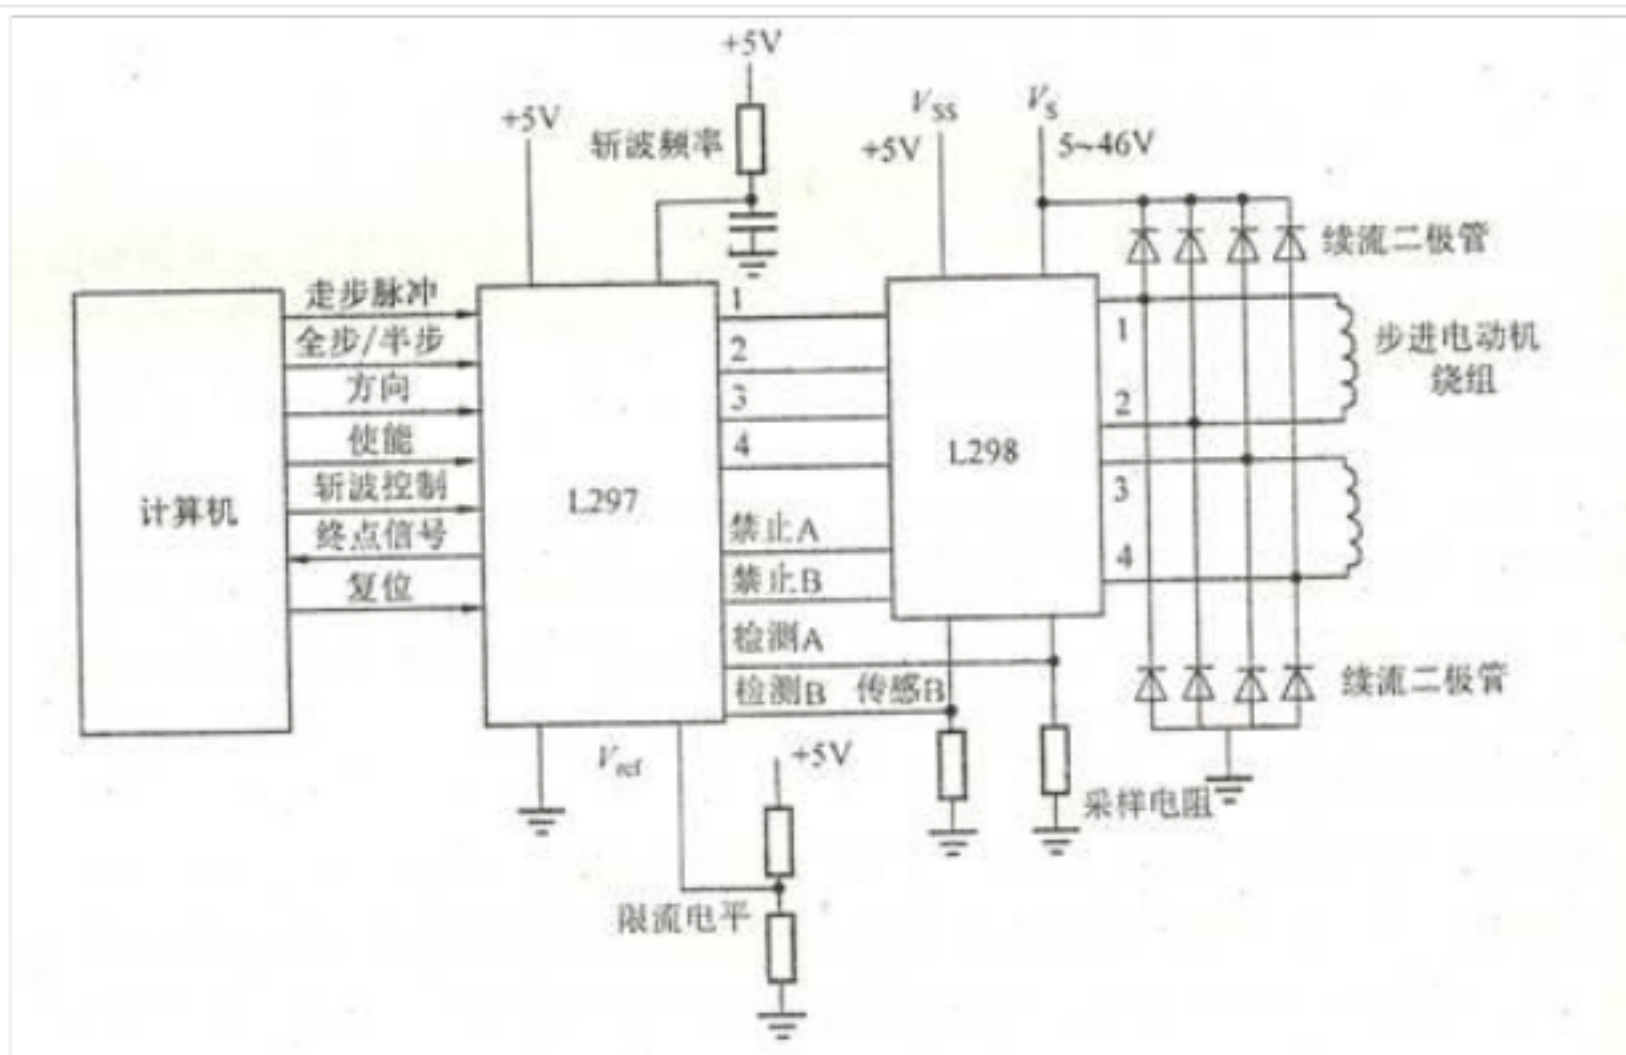 +5V
+5V
斩波频率
VSS
+5V
VS
5~46V
续流二极管
走步脉冲
全步/半步
方向
使能
斩波控制
终点信号
复位
计算机
L297
1
2
3
4
禁止A
禁止B
检测A
检测B
传感B
L298
1
2
3
4
步进电动机
绕组
续流二极管
Vref
+5V
采样电阻
限流电平